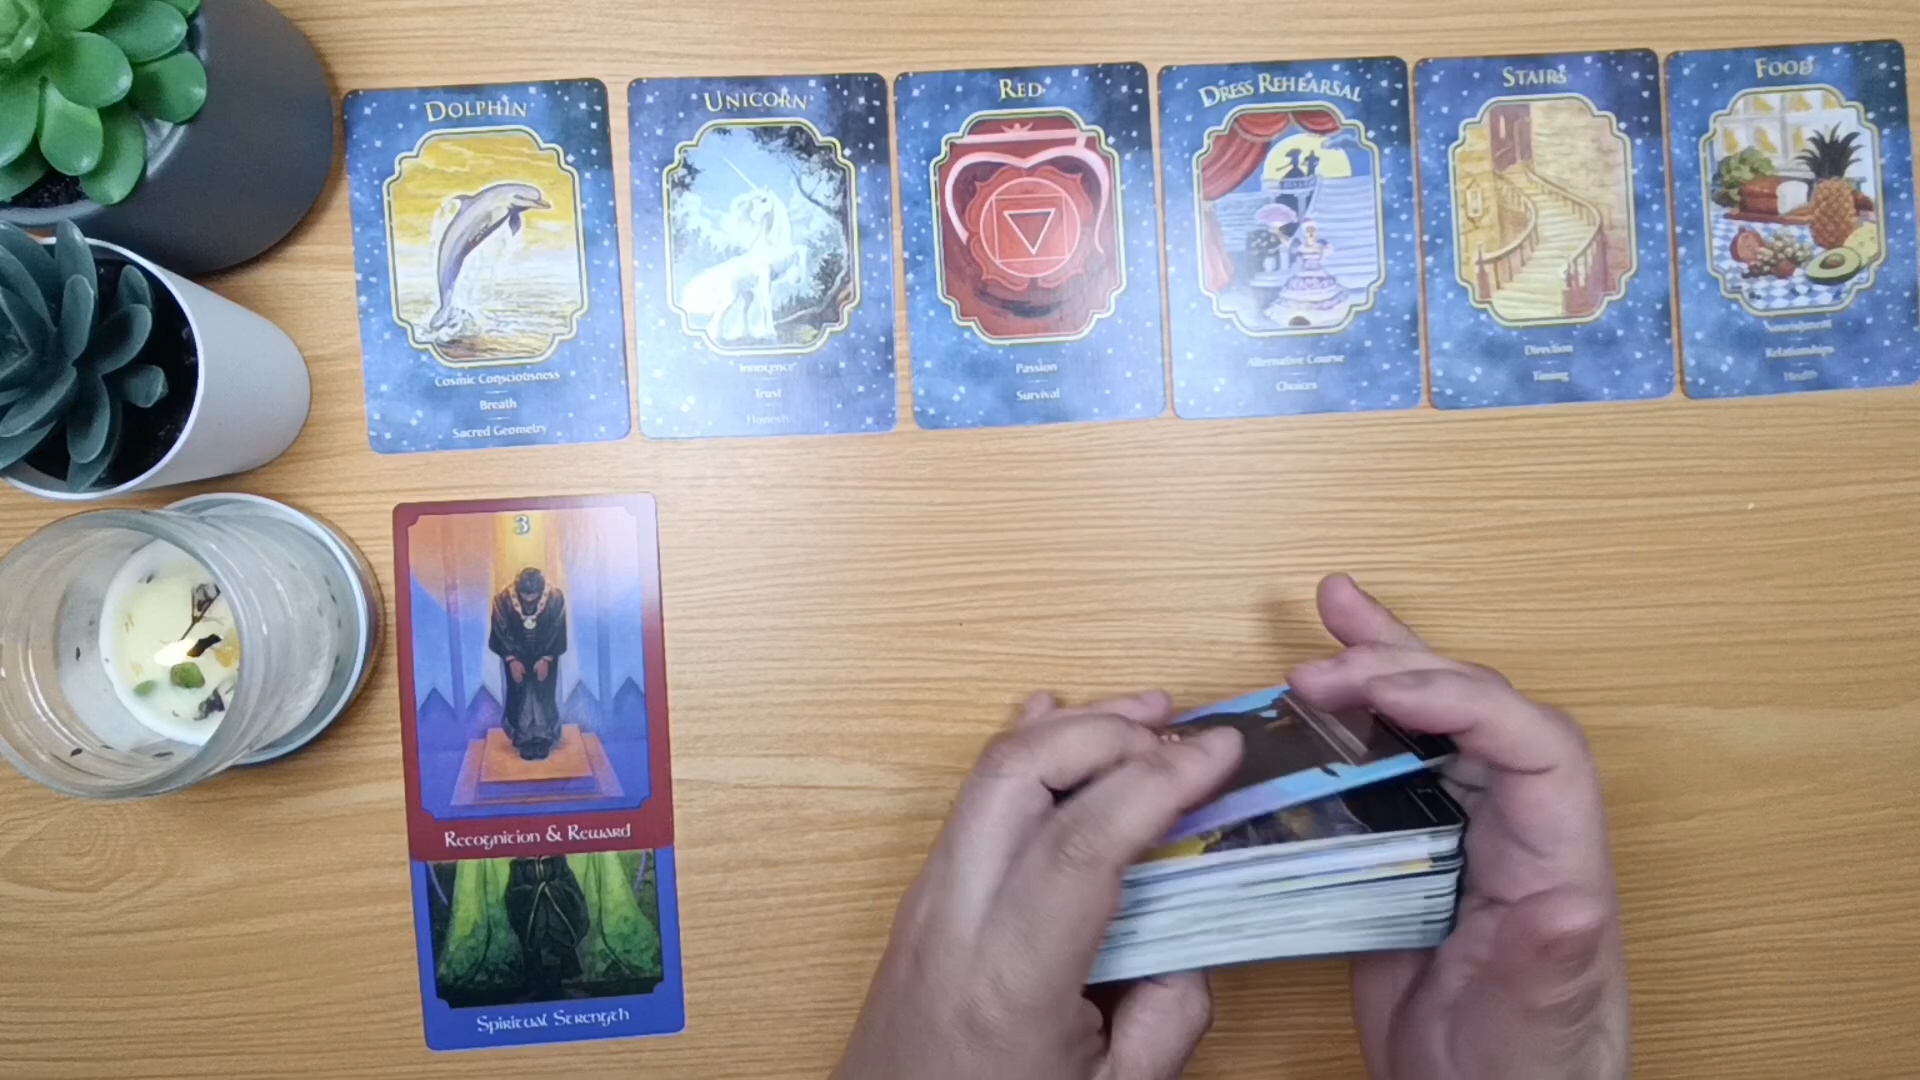 DOLPHIN
Cosmic Consciousness
Breath
Sacred Geometry
UNICORN
Innocence
Trust
Honesty
RED
Passion
Survival
DRESS REHEARSAL
Alternative Course
Choices
STAIRS
Direction
Timing
FOOD
Nourishment
Relationships
Health
3
Recognition & Reward
Spiritual Strength